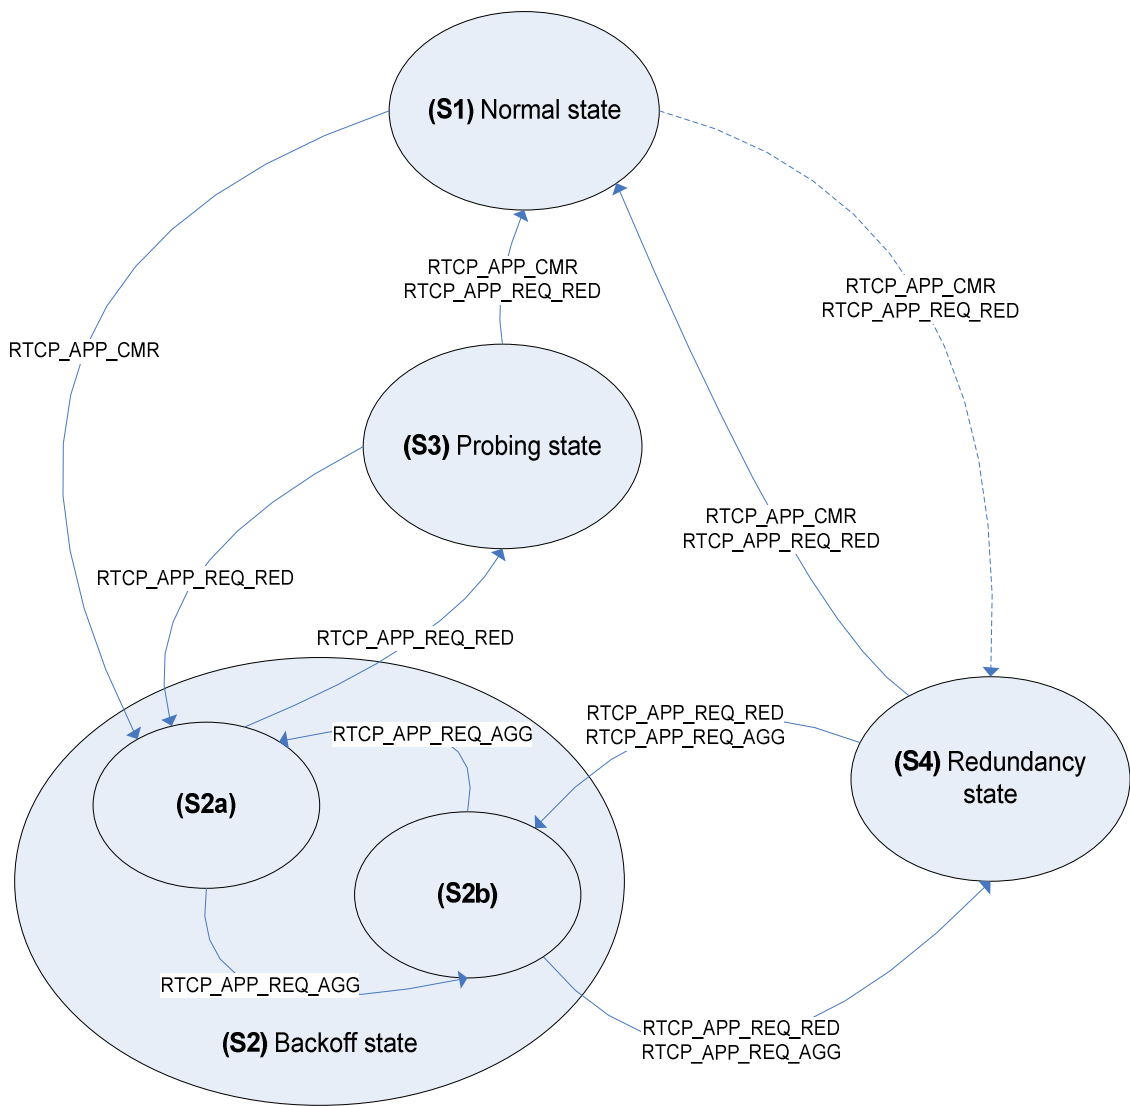 (S1) Normal state
RTCP_APP_CMR
RTCP_APP_REQ_RED
RTCP_APP_CMR
RTCP_APP_REQ_RED
RTCP_APP_CMR
(S3) Probing state
RTCP_APP_CMR
RTCP_APP_REQ_RED
RTCP_APP_REQ_RED
RTCP_APP_REQ_RED
RTCP_APP_REQ_RED
RTCP_APP_REQ_AGG
RTCP_APP_REQ_AGG
(S4) Redundancy
state
(S2a)
(S2b)
RTCP_APP_REQ_AGG
(S2) Backoff state
RTCP_APP_REQ_RED
RTCP_APP_REQ_AGG